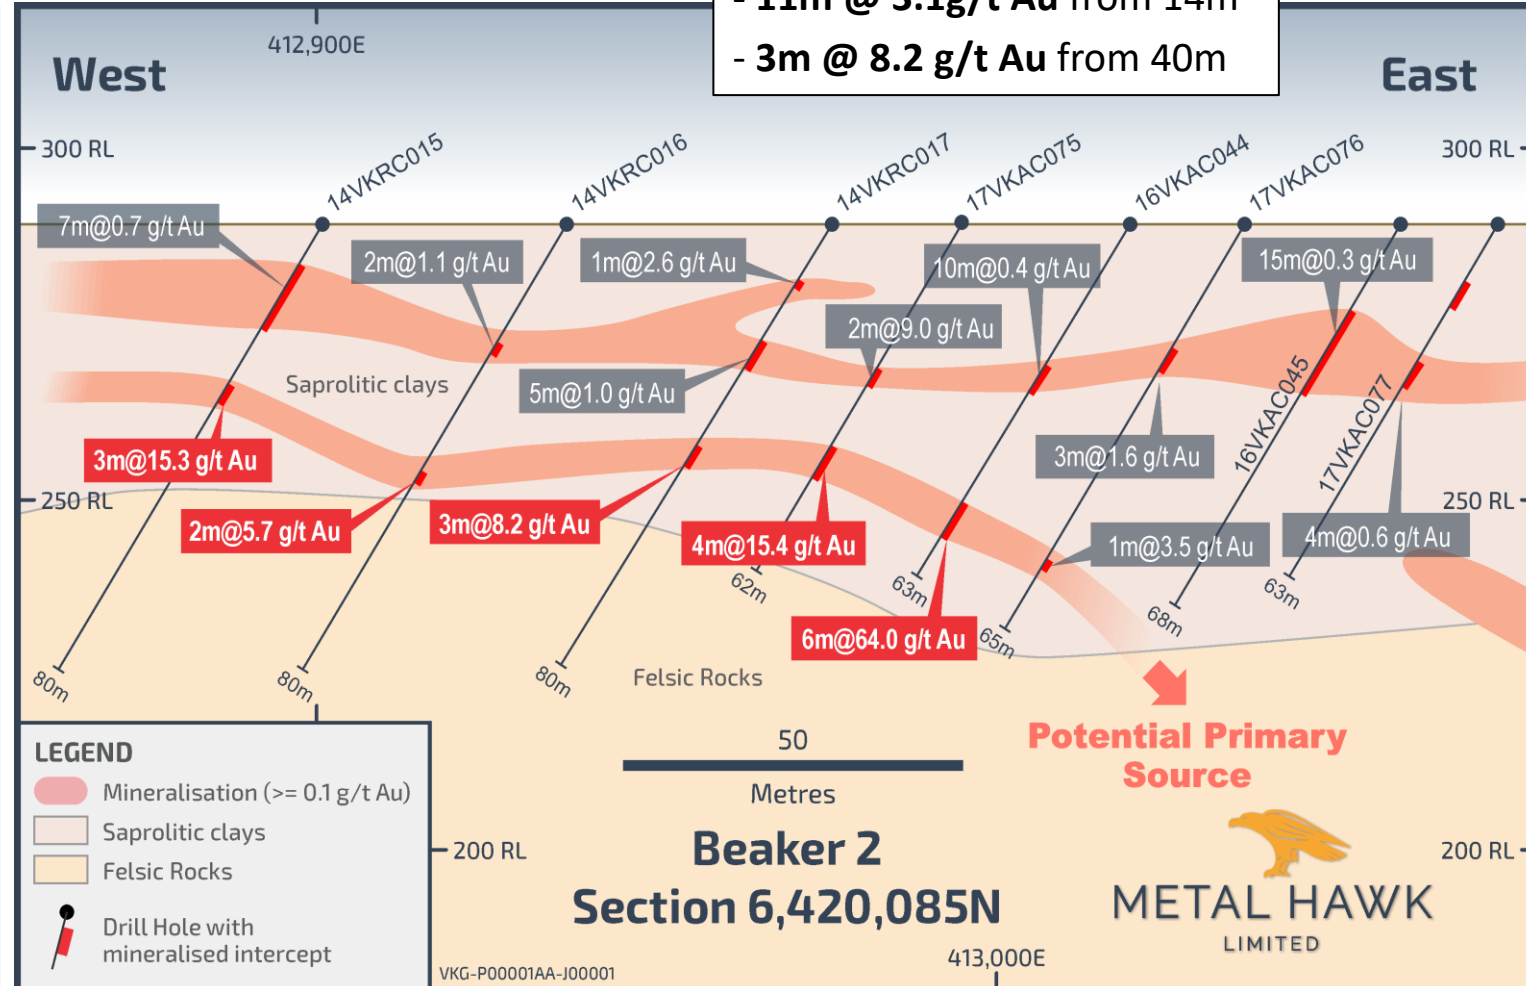 - 11m @ 3.1g/t Au from 14m
- 3m @ 8.2 g/t Au from 40m
412,900E
West
East
300 RL
300 RL
14VKRC015
14VKRC016
14VKRC017
17VKAC075
16VKAC044
17VKAC076
7m@0.7 g/t Au
2m@1.1 g/t Au
1m@2.6 g/t Au
10m@0.4 g/t Au
15m@0.3 g/t Au
2m@9.0 g/t Au
Saprolitic clays
5m@1.0 g/t Au
16VKAC045
17VKAC077
3m@15.3 g/t Au
3m@1.6 g/t Au
250 RL
250 RL
2m@5.7 g/t Au
3m@8.2 g/t Au
4m@15.4 g/t Au
1m@3.5 g/t Au
4m@0.6 g/t Au
62m
63m
65m
68m
63m
6m@64.0 g/t Au
80m
80m
80m
Felsic Rocks
Potential Primary
Source
50
Metres
LEGEND
Mineralisation (>= 0.1 g/t Au)
Saprolitic clays
Felsic Rocks
Drill Hole with
mineralised intercept
200 RL
200 RL
Beaker 2
Section 6,420,085N
METAL HAWK
LIMITED
413,000E
VKG-P00001AA-J00001